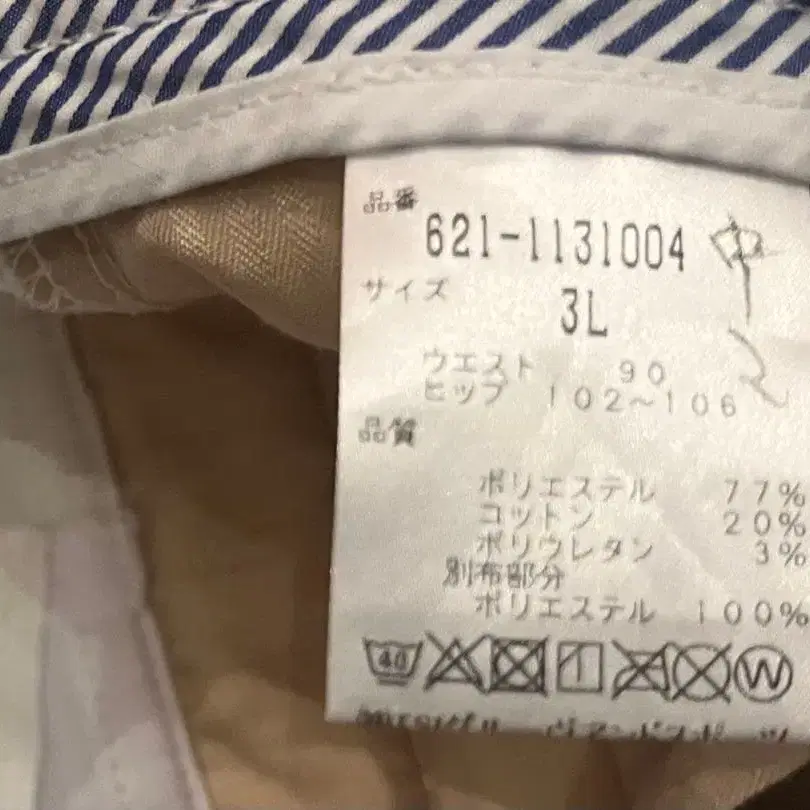 品番
621-1131004 中
サイズ
3L
ウエスト 90
ヒップ 102~106
品質
ポリエステル 77%
コットン 20%
ポリウレタン 3%
別布部分
ポリエステル 100%
40
W